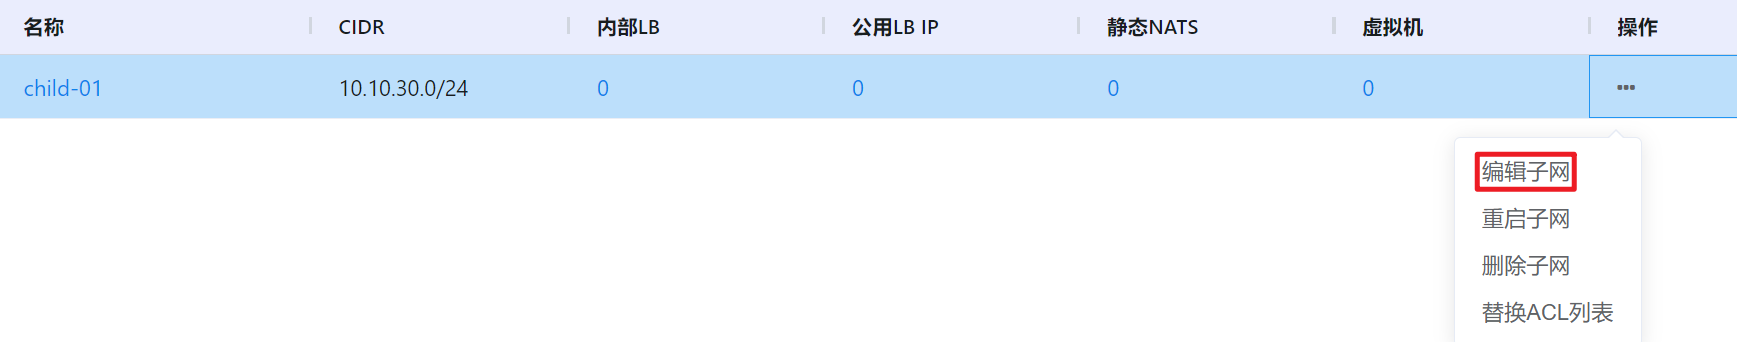 名称 CIDR 内部LB 公用LB IP 静态NATS 虚拟机 操作
child-01 10.10.30.0/24 0 0 0 0 •••
编辑子网
重启子网
删除子网
替换ACL列表